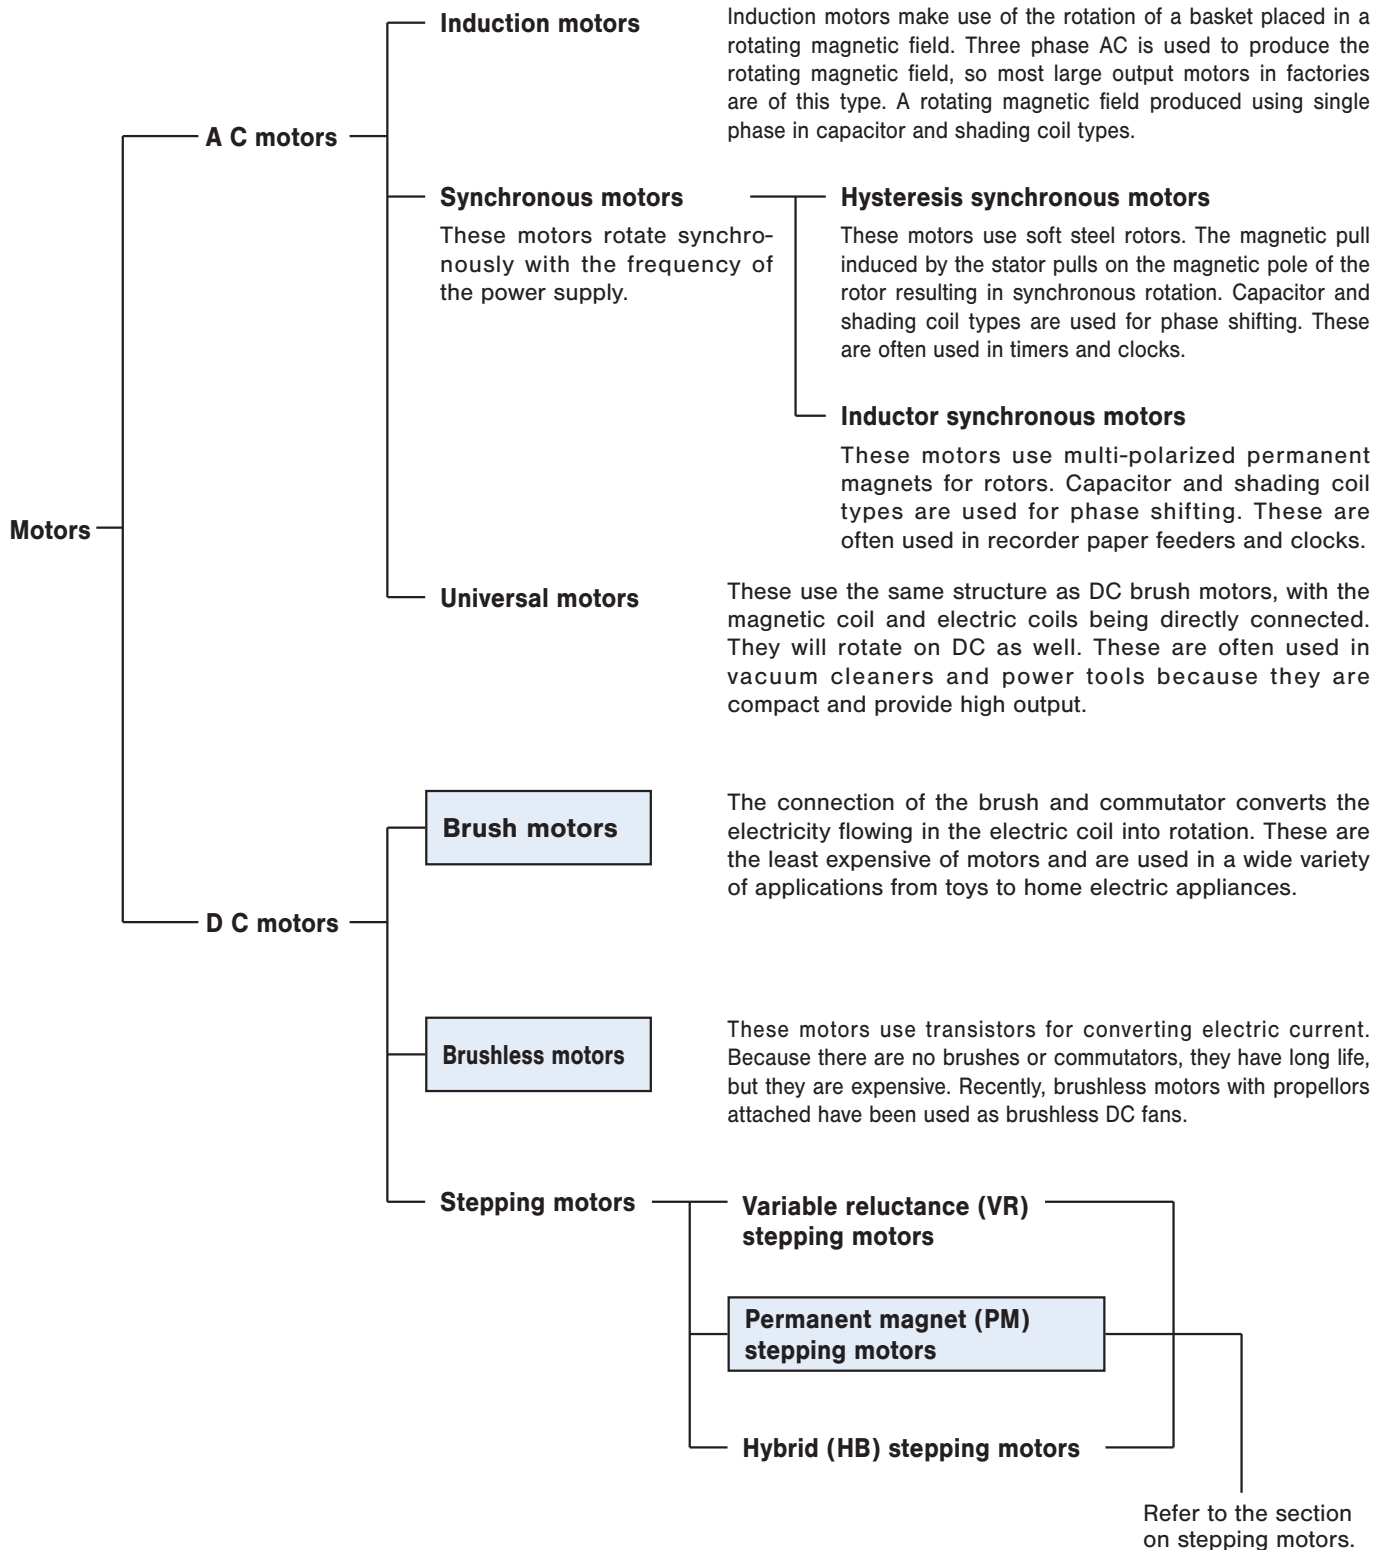 Induction motors
Induction motors make use of the rotation of a basket placed in a
rotating magnetic field. Three phase AC is used to produce the
rotating magnetic field, so most large output motors in factories
are of this type. A rotating magnetic field produced using single
phase in capacitor and shading coil types.
A C motors
Synchronous motors
These motors rotate synchro-
nously with the frequency of
the power supply.
Hysteresis synchronous motors
These motors use soft steel rotors. The magnetic pull
induced by the stator pulls on the magnetic pole of the
rotor resulting in synchronous rotation. Capacitor and
shading coil types are used for phase shifting. These
are often used in timers and clocks.
Inductor synchronous motors
These motors use multi-polarized permanent
magnets for rotors. Capacitor and shading coil
types are used for phase shifting. These are
often used in recorder paper feeders and clocks.
Motors
Universal motors
These use the same structure as DC brush motors, with the
magnetic coil and electric coils being directly connected.
They will rotate on DC as well. These are often used in
vacuum cleaners and power tools because they are
compact and provide high output.
Brush motors
The connection of the brush and commutator converts the
electricity flowing in the electric coil into rotation. These are
the least expensive of motors and are used in a wide variety
of applications from toys to home electric appliances.
D C motors
Brushless motors
These motors use transistors for converting electric current.
Because there are no brushes or commutators, they have long life,
but they are expensive. Recently, brushless motors with propellors
attached have been used as brushless DC fans.
Stepping motors
Variable reluctance (VR)
stepping motors
Permanent magnet (PM)
stepping motors
Hybrid (HB) stepping motors
Refer to the section
on stepping motors.